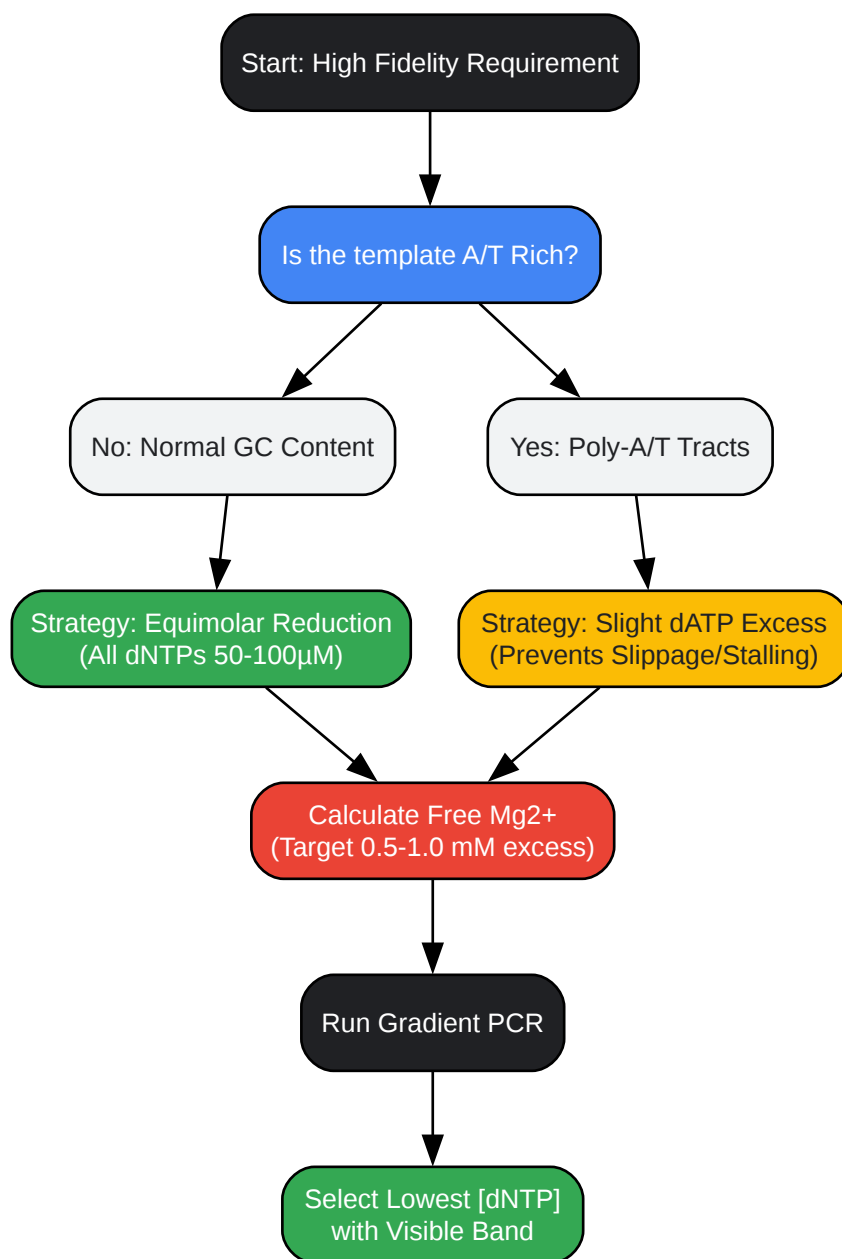 Start: High Fidelity Requirement
Is the template A/T Rich?
No: Normal GC Content
Yes: Poly-A/T Tracts
Strategy: Equimolar Reduction
(All dNTPs 50-100µM)
Strategy: Slight dATP Excess
(Prevents Slippage/Stalling)
Calculate Free Mg2+
(Target 0.5-1.0 mM excess)
Run Gradient PCR
Select Lowest [dNTP]
with Visible Band